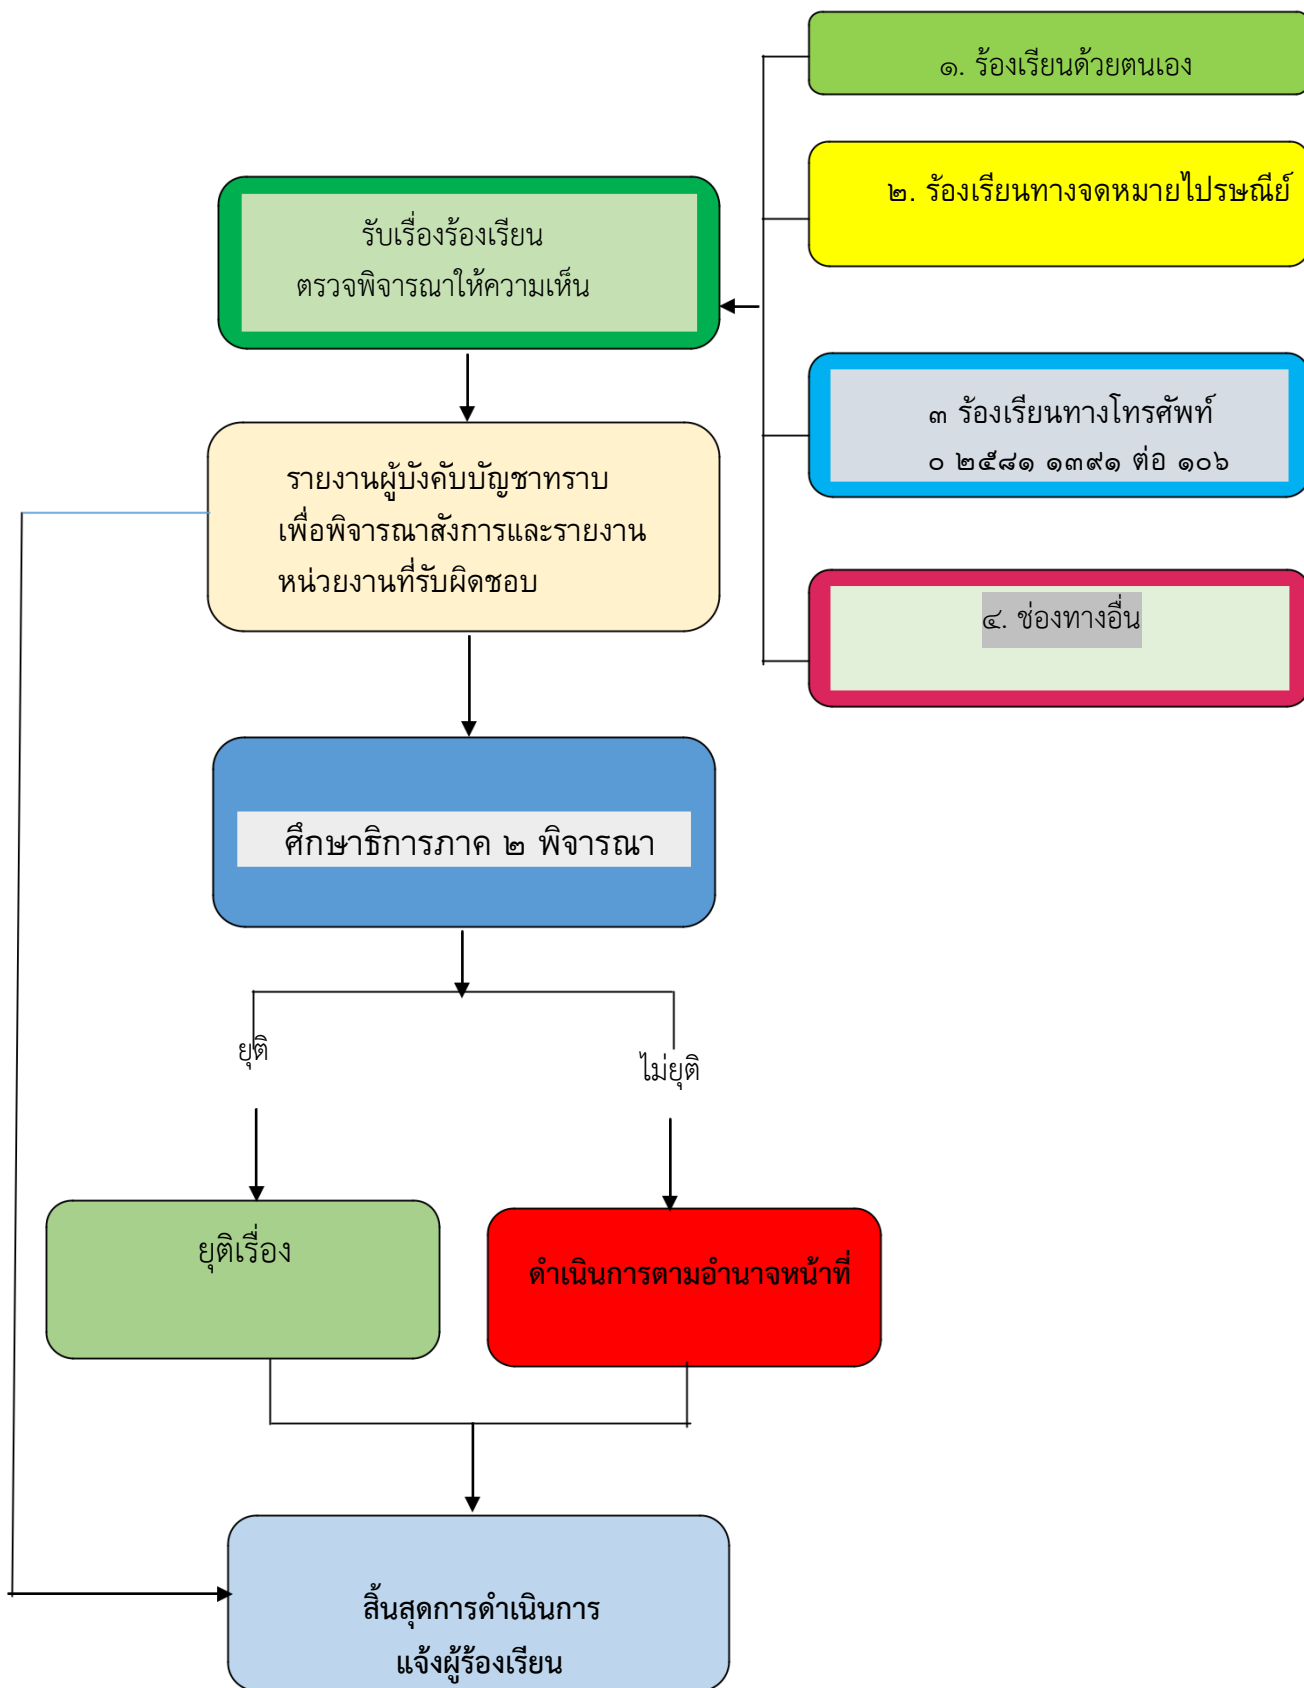 ๑. ร้องเรียนด้วยตนเอง
๒. ร้องเรียนทางจดหมายไปรษณีย์
รับเรื่องร้องเรียน
ตรวจพิจารณาให้ความเห็น
๓ ร้องเรียนทางโทรศัพท์
๐ ๒๕๘๑ ๑๓๙๑ ต่อ ๑๐๖
รายงานผู้บังคับบัญชาทราบ
เพื่อพิจารณาสังการและรายงาน
หน่วยงานที่รับผิดชอบ
๔. ช่องทางอื่น
ศึกษาธิการภาค ๒ พิจารณา
ยุติ
ไม่ยุติ
ยุติเรื่อง
ดำเนินการตามอำนาจหน้าที่
สิ้นสุดการดำเนินการ
แจ้งผู้ร้องเรียน